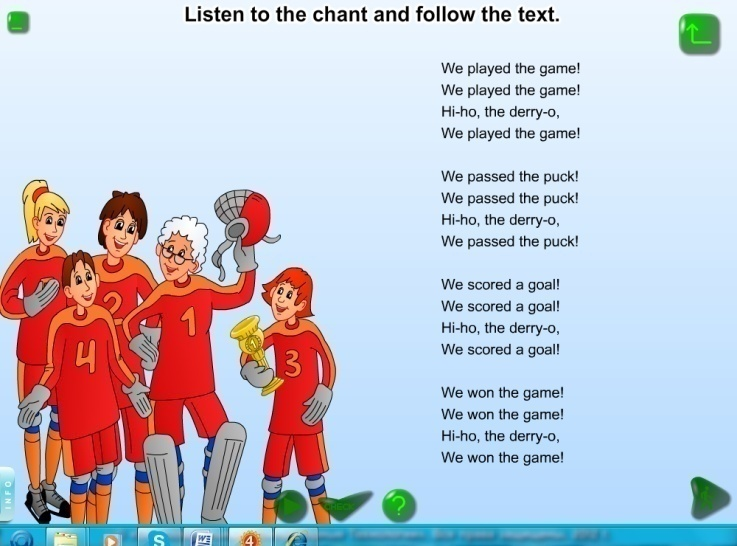 Listen to the chant and follow the text.
We played the game!
We played the game!
Hi-ho, the derry-o,
We played the game!
We passed the puck!
We passed the puck!
Hi-ho, the derry-o,
We passed the puck!
We scored a goal!
We scored a goal!
Hi-ho, the derry-o,
We scored a goal!
We won the game!
We won the game!
Hi-ho, the derry-o,
We won the game!
2
1
4
3
1
INFO
CHECK
?
S
W
4